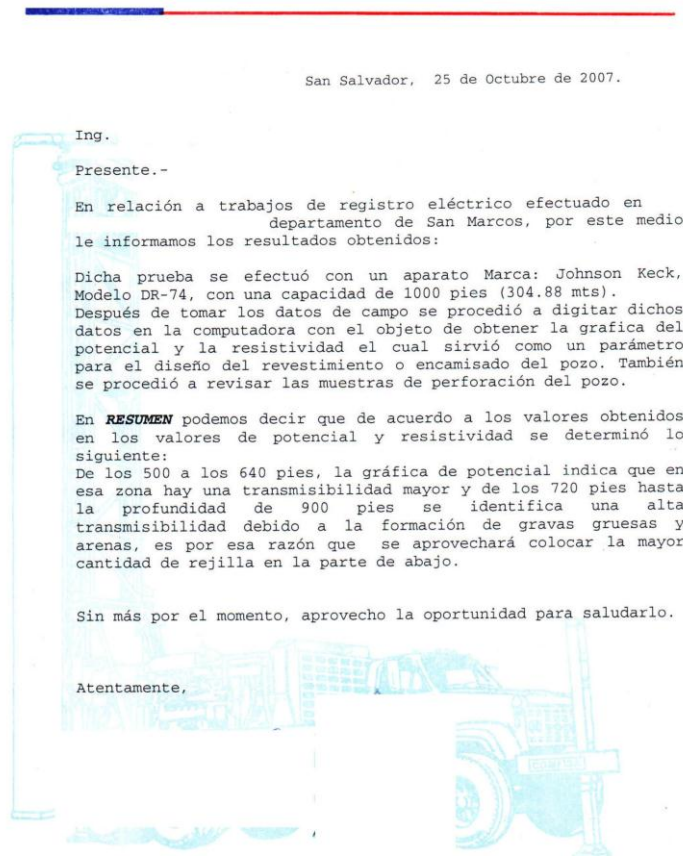 San Salvador, 25 de Octubre de 2007.
Ing.
Presente.-
En relación a trabajos de registro eléctrico efectuado en
departamento de San Marcos, por este medio
le informamos los resultados obtenidos:
Dicha prueba se efectuó con un aparato Marca: Johnson Keck,
Modelo DR-74, con una capacidad de 1000 pies (304.88 mts).
Después de tomar los datos de campo se procedió a digitar dichos
datos en la computadora con el objeto de obtener la grafica del
potencial y la resistividad el cual sirvió como un parámetro
para el diseño del revestimiento o encamisado del pozo. También
se procedió a revisar las muestras de perforación del pozo.
En RESUMEN podemos decir que de acuerdo a los valores obtenidos
en los valores de potencial y resistividad se determinó lo
siguiente:
De los 500 a los 640 pies, la gráfica de potencial indica que en
esa zona hay una transmisibilidad mayor y de los 720 pies hasta
la profundidad de 900 pies se identifica una alta
transmisibilidad debido a la formación de gravas gruesas y
arenas, es por esa razón que se aprovechará colocar la mayor
cantidad de rejilla en la parte de abajo.
Sin más por el momento, aprovecho la oportunidad para saludarlo.
Atentamente,